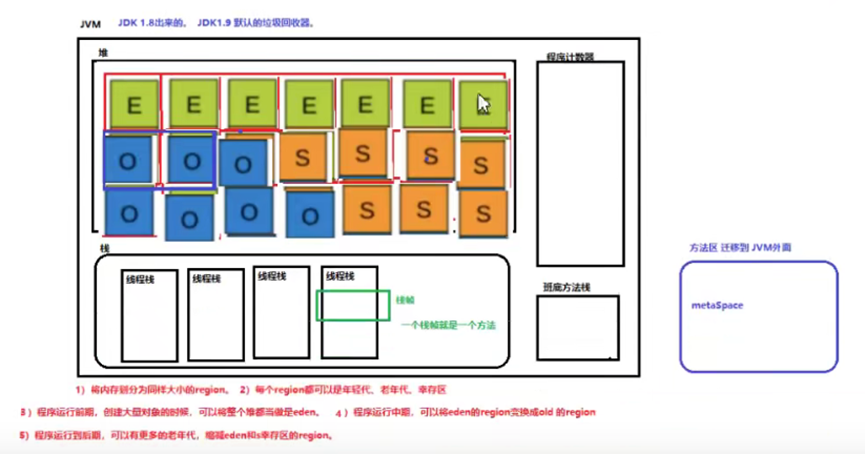 JVM JDK 1.8出来的。 JDK1.9 默认的垃圾回收器。
堆
程序计数器
E E E E E E E
O O O S S S S
O O O O S S S
栈
线程栈 线程栈 线程栈 线程栈
栈帧
一个栈帧就是一个方法
班底方法栈
方法区 迁移到 JVM外面
metaSpace
1）将内存划分为同样大小的region。 2）每个region都可以是年轻代、老年代、幸存区
3）程序运行前期，创建大量对象的时候，可以将整个堆都当做是eden。 4）程序运行中期，可以将eden的region变换成old 的region
5）程序运行到后期，可以有更多的老年代，缩减eden和s幸存区的region。